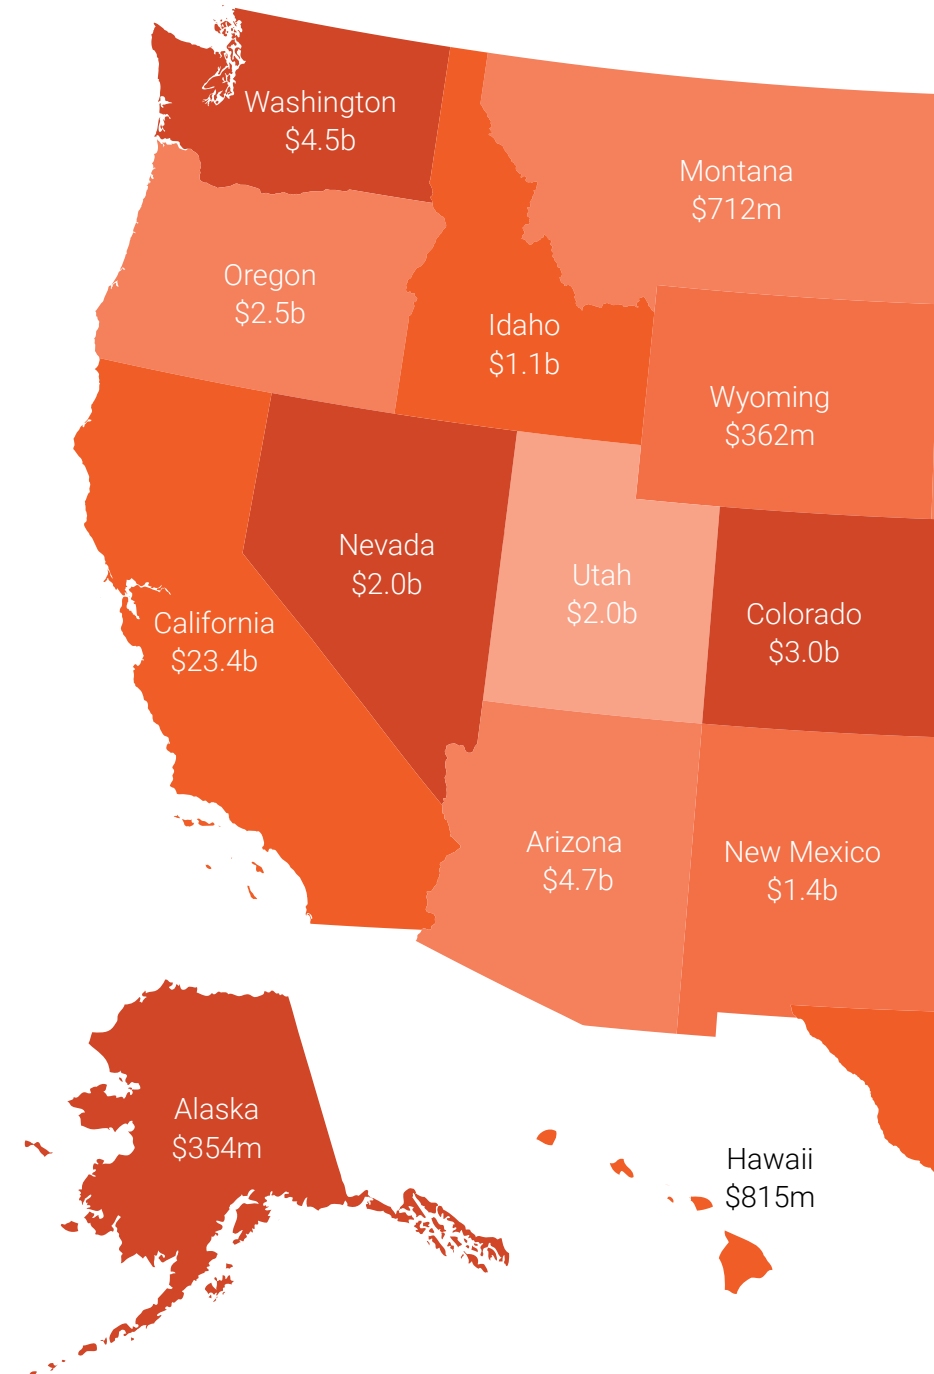 Washington
$4.5b
Montana
$712m
Oregon
$2.5b
Idaho
$1.1b
Wyoming
$362m
Nevada
$2.0b
Utah
$2.0b
Colorado
$3.0b
California
$23.4b
Arizona
$4.7b
New Mexico
$1.4b
Alaska
$354m
Hawaii
$815m